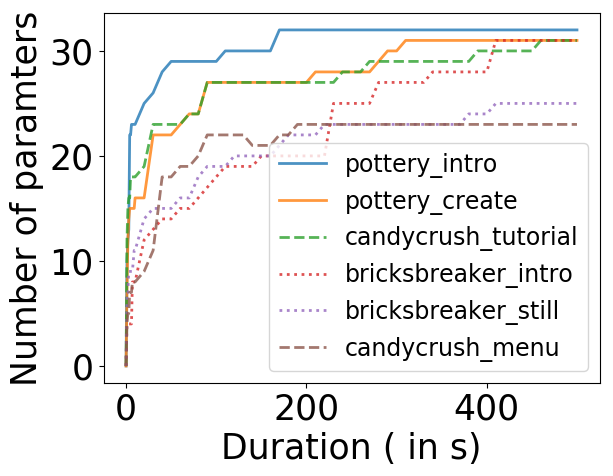 Number of paramters
30
20
10
0
0 200 400
Duration ( in s)
pottery_intro
pottery_create
candycrush_tutorial
bricksbreaker_intro
bricksbreaker_still
candycrush_menu